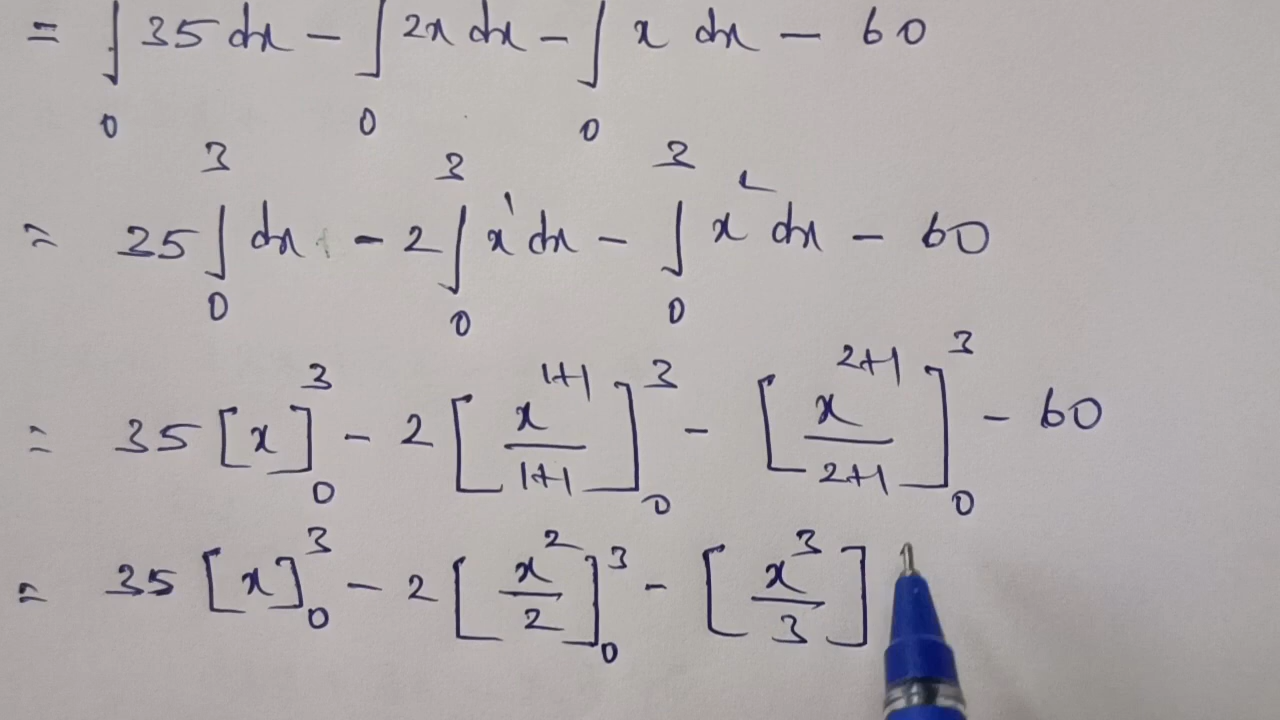 = ∫₀ 35 dx − ∫₀ 2x dx − ∫₀ x dx − 60
= 35 ∫₀³ dx − 2 ∫₀³ x¹ dx − ∫₀³ x² dx − 60
= 35 [x]₀³ − 2 [x¹⁺¹/1+1]₀³ − [x²⁺¹/2+1]₀³ − 60
= 35 [x]₀³ − 2 [x²/2]₀³ − [x³/3]